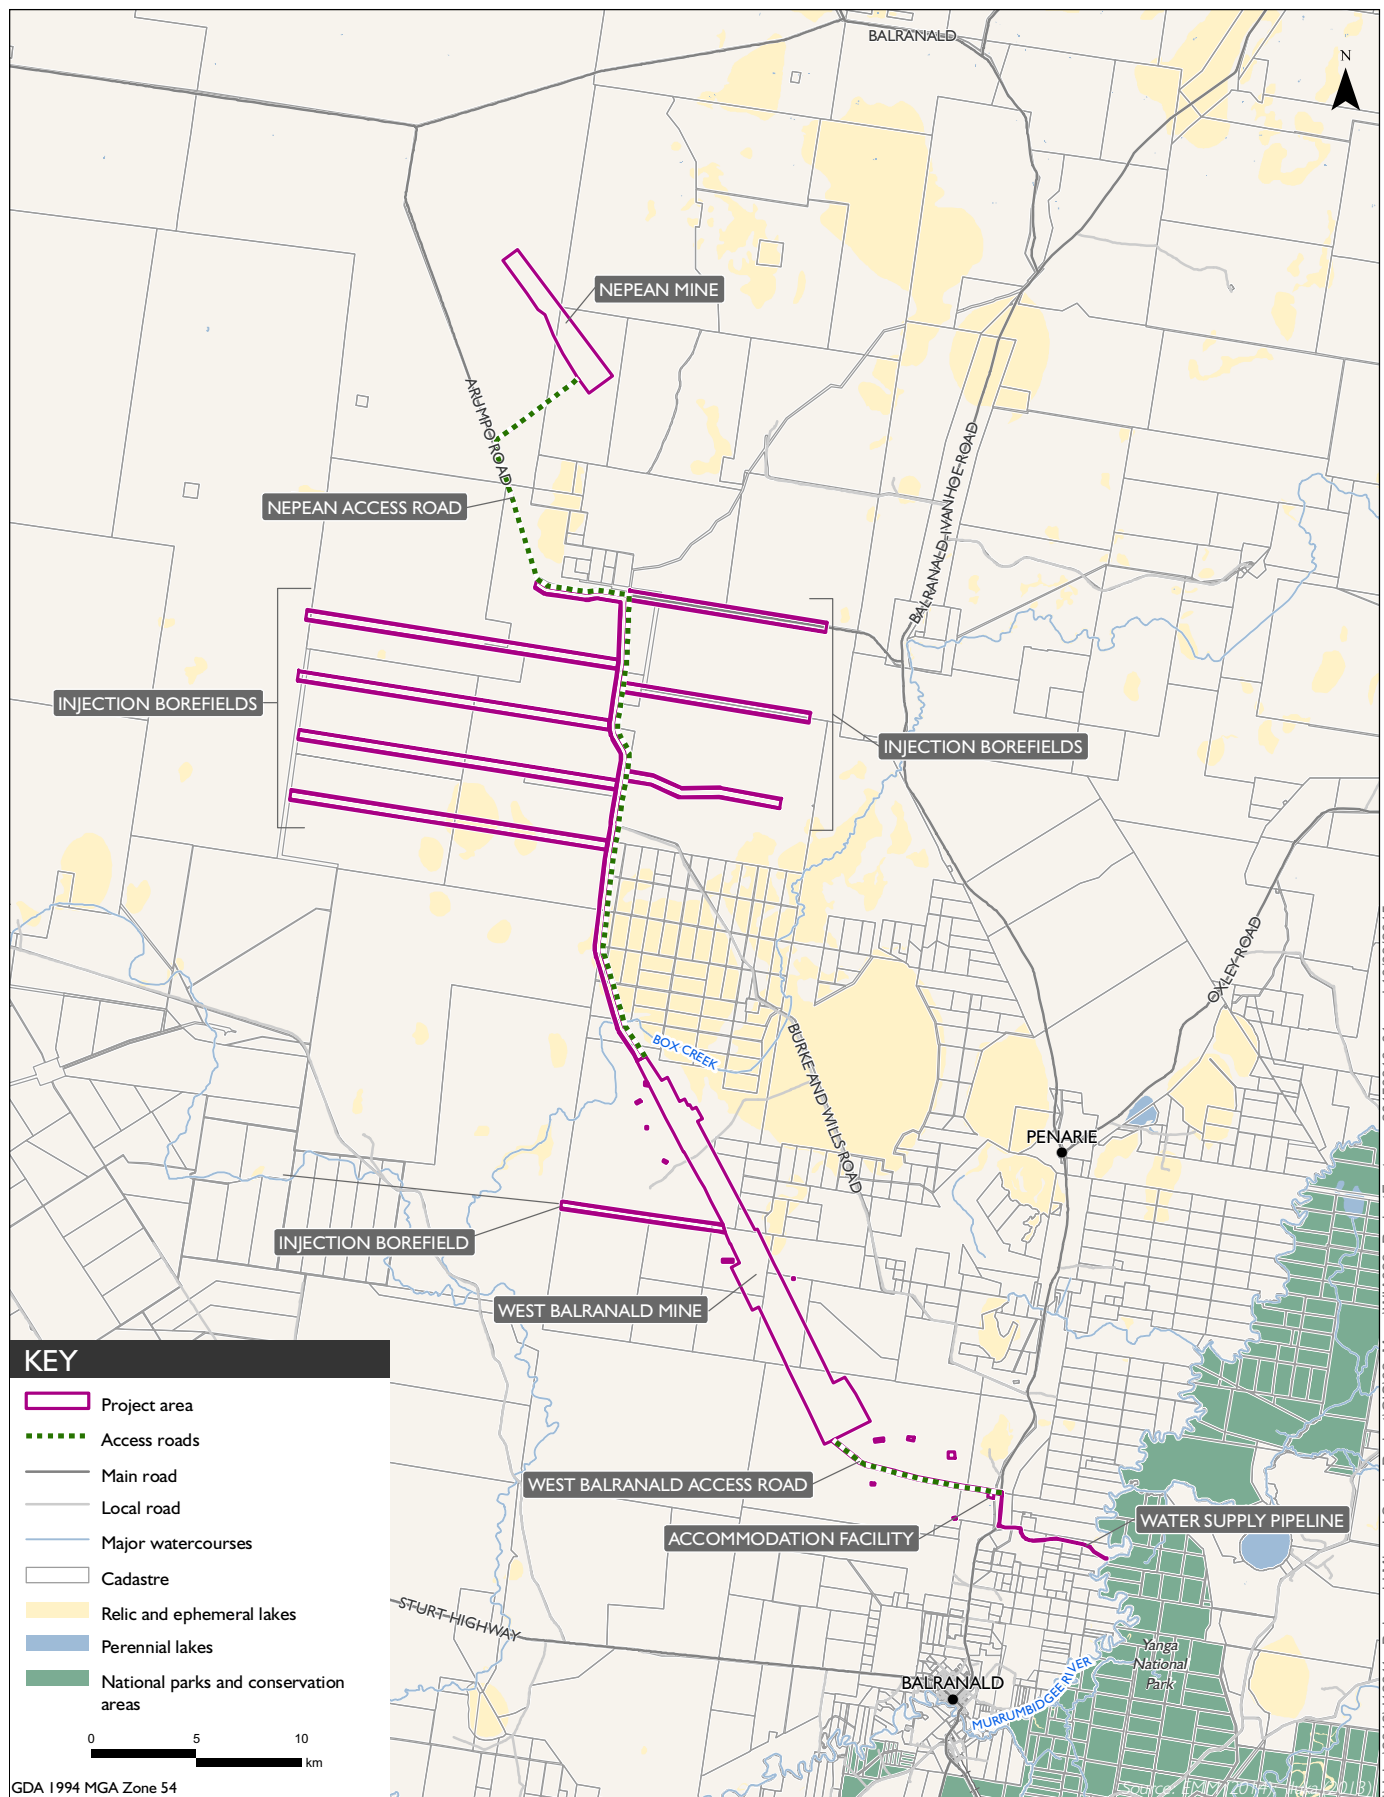 BALRANALD
N
NEPEAN MINE
ARUMPO ROAD
BALRANALD-IVANHOE ROAD
NEPEAN ACCESS ROAD
INJECTION BOREFIELDS
INJECTION BOREFIELDS
OXLEY ROAD
BOX CREEK
BURKE AND WILLS ROAD
PENARIE
INJECTION BOREFIELD
WEST BALRANALD MINE
WEST BALRANALD ACCESS ROAD
WATER SUPPLY PIPELINE
ACCOMMODATION FACILITY
STURT HIGHWAY
Yanga
National
Park
BALRANALD
MURRUMBIDGEE RIVER
KEY
Project area
Access roads
Main road
Local road
Major watercourses
Cadastre
Relic and ephemeral lakes
Perennial lakes
National parks and conservation
areas
0 5 10
km
GDA 1994 MGA Zone 54
Source: EMM (2014); (2013)